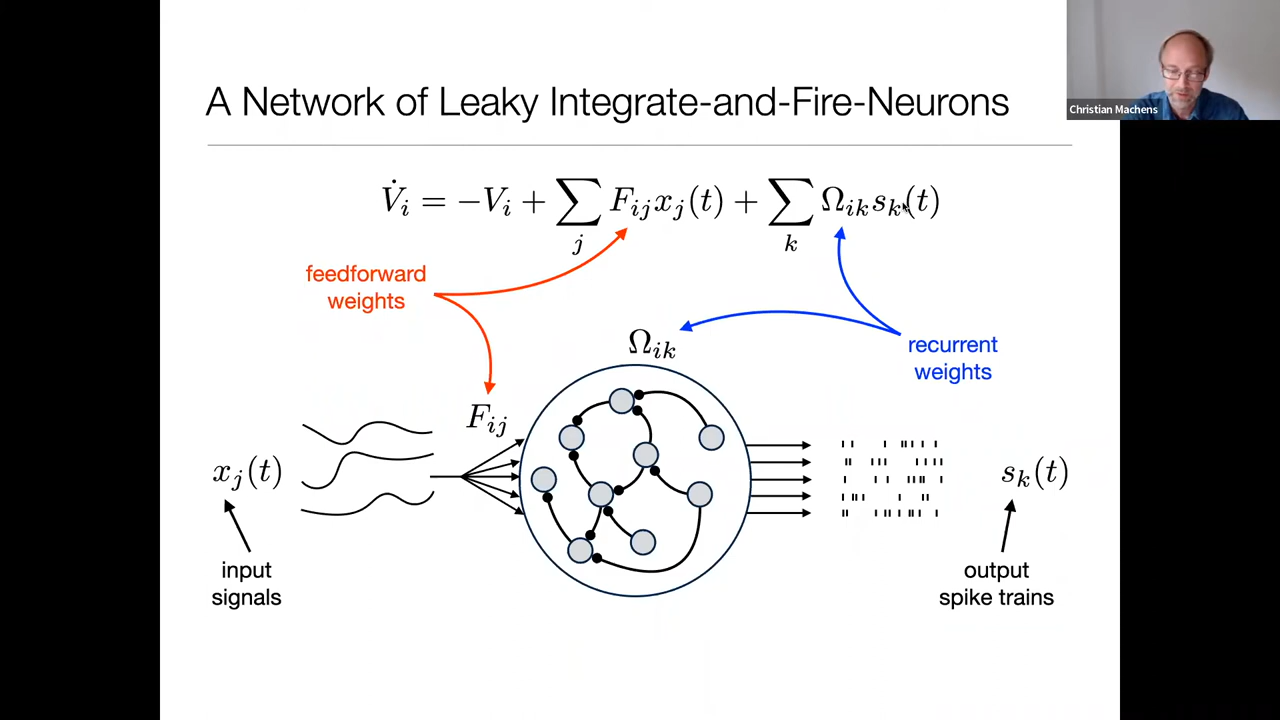 A Network of Leaky Integrate-and-Fire-Neurons
Christian Machens
V̇ᵢ = −Vᵢ + ∑ⱼ Fᵢⱼxⱼ(t) + ∑ₖ Ωᵢₖsₖ(t)
feedforward
weights
Ωᵢₖ
recurrent
weights
Fᵢⱼ
xⱼ(t)
sₖ(t)
input
signals
output
spike trains